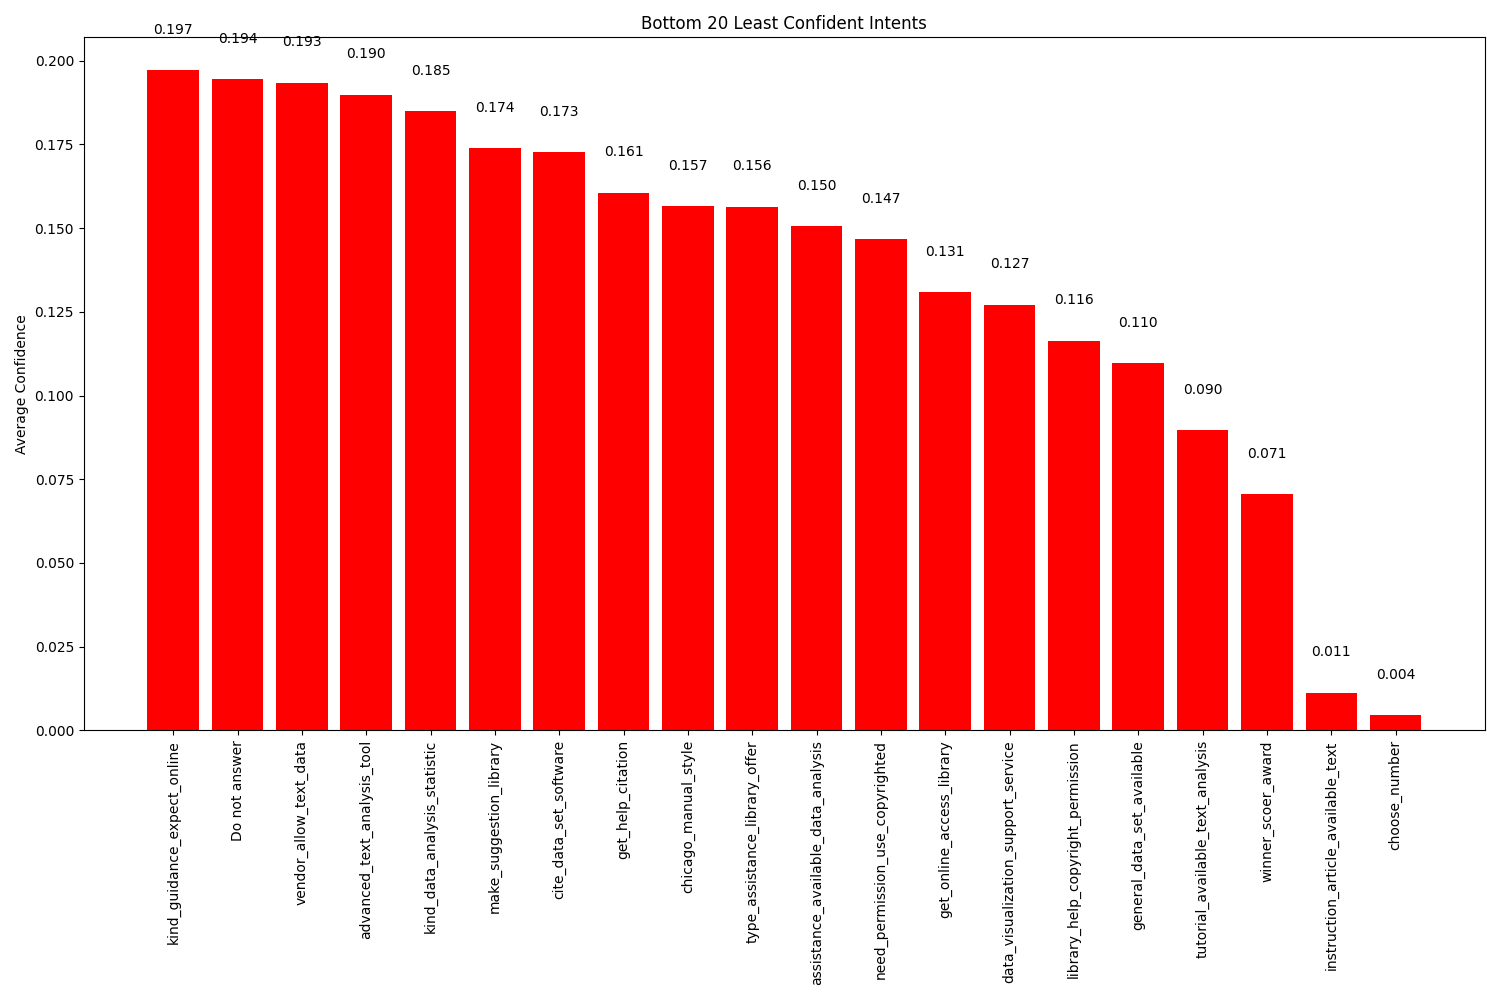 Bottom 20 Least Confident Intents
Average Confidence
0.200
0.175
0.150
0.125
0.100
0.075
0.050
0.025
0.000
0.197
0.194
0.193
0.190
0.185
0.174
0.173
0.161
0.157
0.156
0.150
0.147
0.131
0.127
0.116
0.110
0.090
0.071
0.011
0.004
kind_guidance_expect_online
Do not answer
vendor_allow_text_data
advanced_text_analysis_tool
kind_data_analysis_statistic
make_suggestion_library
cite_data_set_software
get_help_citation
chicago_manual_style
type_assistance_library_offer
assistance_available_data_analysis
need_permission_use_copyrighted
get_online_access_library
data_visualization_support_service
library_help_copyright_permission
general_data_set_available
tutorial_available_text_analysis
winner_scoer_award
instruction_article_available_text
choose_number